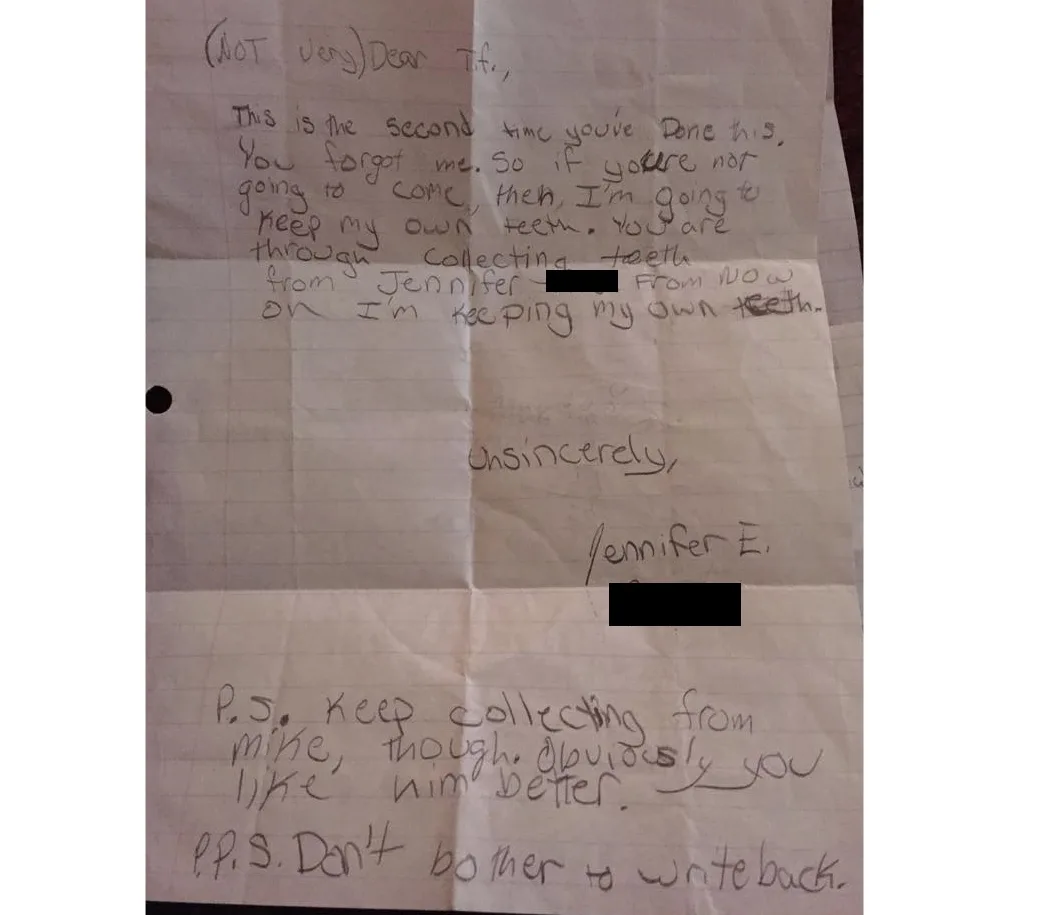 (NOT very) Dear T.f.,
This is the second time you've Done this.
You forgot me. So if you're not
going to come, then, I'm going to
keep my own teeth. You are
through collecting teeth
from Jennifer From Now
on I'm keeping my own teeth.
Unsincerely,
Jennifer E.
P.S. Keep collecting from
mike, though. Obviously you
like him better.
P.P.S. Don't bother to write back.